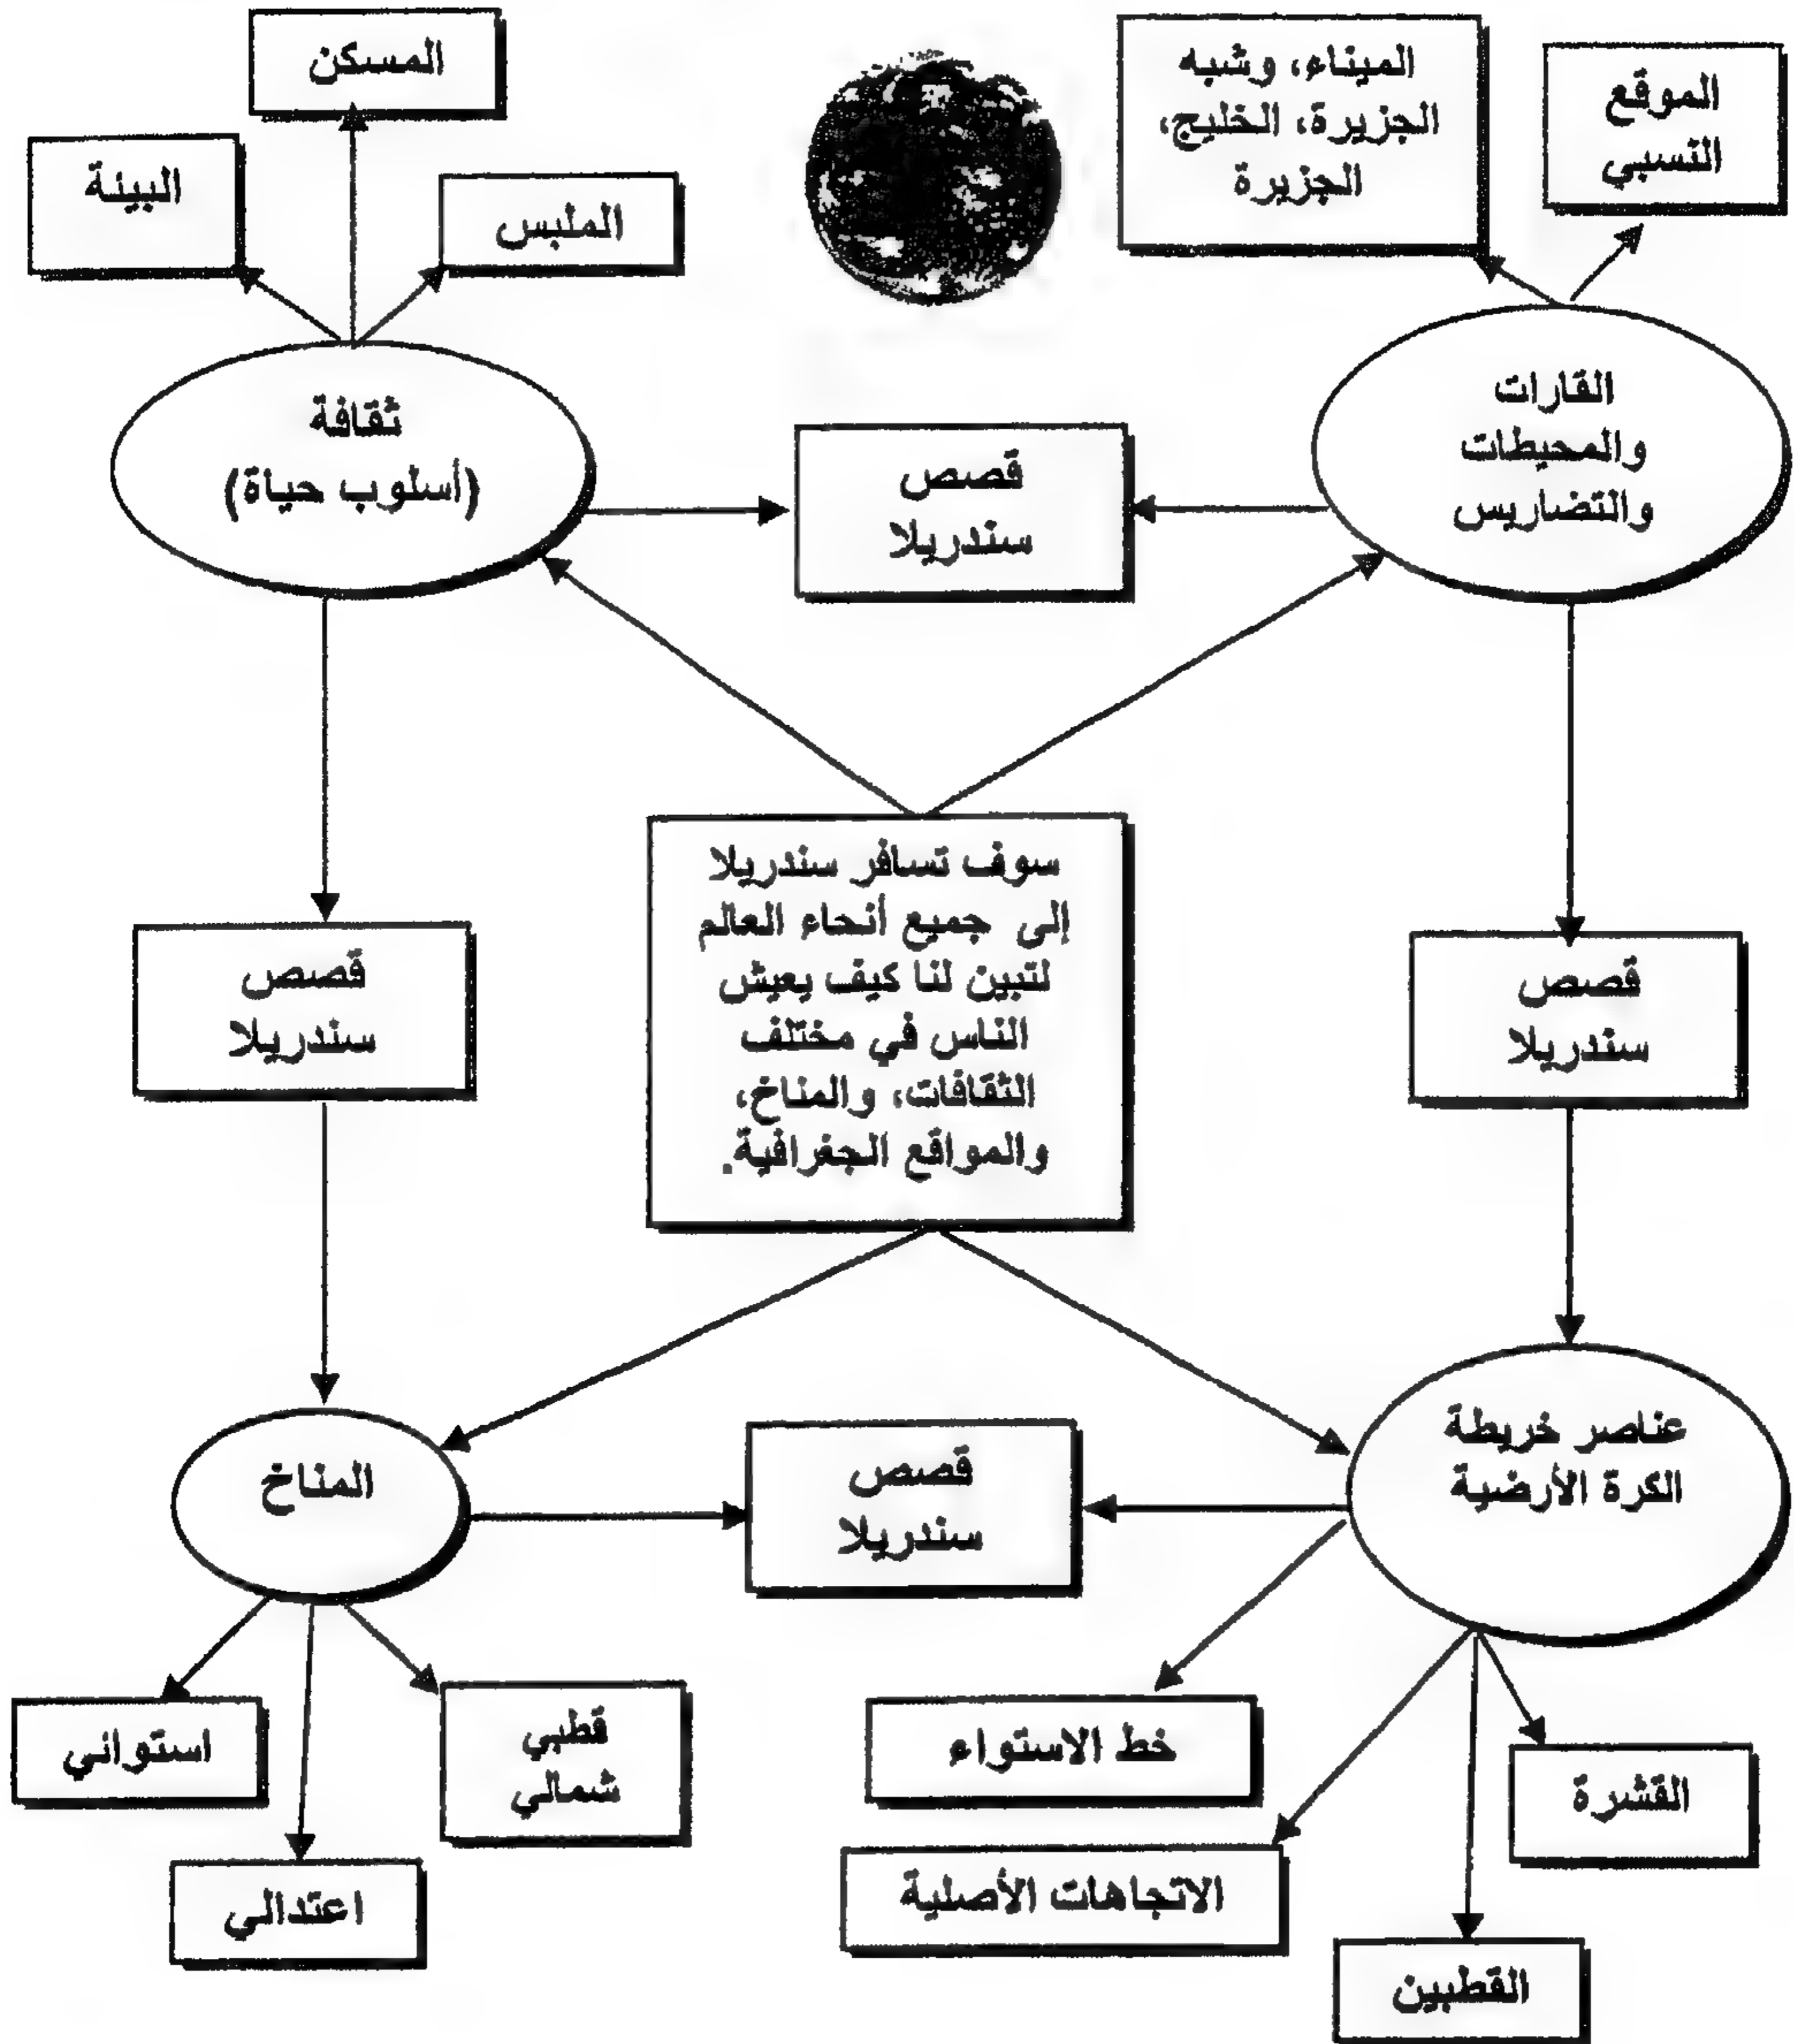 المسكن
الميناء، وشبه
الجزيرة، الخليج،
الجزيرة
الموقع
النسبي
البيئة
الملبس
القارات
والمحيطات
والتضاريس
ثقافة
(أسلوب حياة)
قصص
سندريلا
سوف تسافر سندريلا
إلى جميع أنحاء العالم
لتبين لنا كيف يعيش
الناس في مختلف
الثقافات، والمناخ،
والمواقع الجغرافية.
قصص
سندريلا
قصص
سندريلا
عناصر خريطة
الكرة الأرضية
المناخ
قصص
سندريلا
خط الاستواء
القشرة
الاتجاهات الأصلية
القطبين
قطبي
شمالي
استوائي
اعتدالي